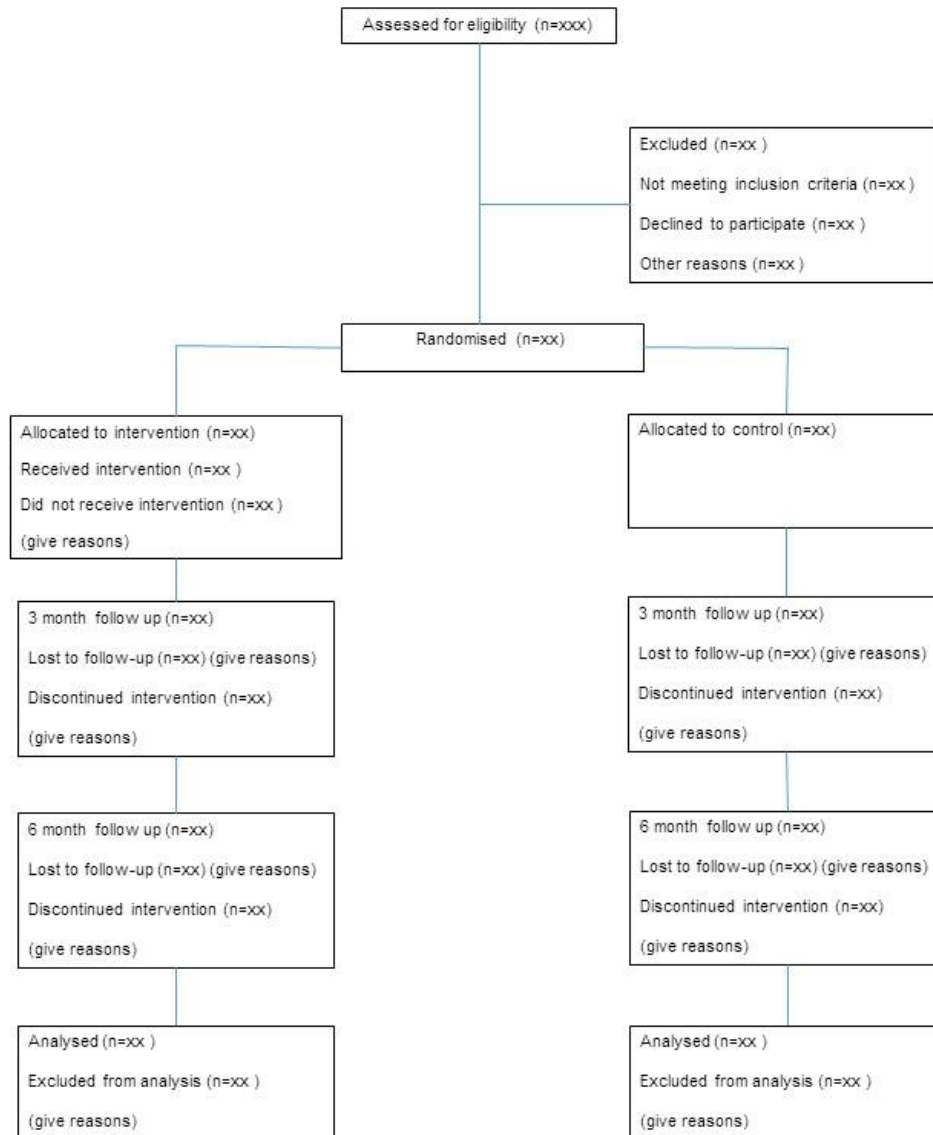 Assessed for eligibility (n=xxx)
Excluded (n=xx )
Not meeting inclusion criteria (n=xx )
Declined to participate (n=xx )
Other reasons (n=xx )
Randomised (n=xx)
Allocated to intervention (n=xx)
Received intervention (n=xx )
Did not receive intervention (n=xx )
(give reasons)
Allocated to control (n=xx)
3 month follow up (n=xx)
Lost to follow-up (n=xx) (give reasons)
Discontinued intervention (n=xx)
(give reasons)
3 month follow up (n=xx)
Lost to follow-up (n=xx) (give reasons)
Discontinued intervention (n=xx)
(give reasons)
6 month follow up (n=xx)
Lost to follow-up (n=xx) (give reasons)
Discontinued intervention (n=xx)
(give reasons)
6 month follow up (n=xx)
Lost to follow-up (n=xx) (give reasons)
Discontinued intervention (n=xx)
(give reasons)
Analysed (n=xx )
Excluded from analysis (n=xx )
(give reasons)
Analysed (n=xx )
Excluded from analysis (n=xx )
(give reasons)